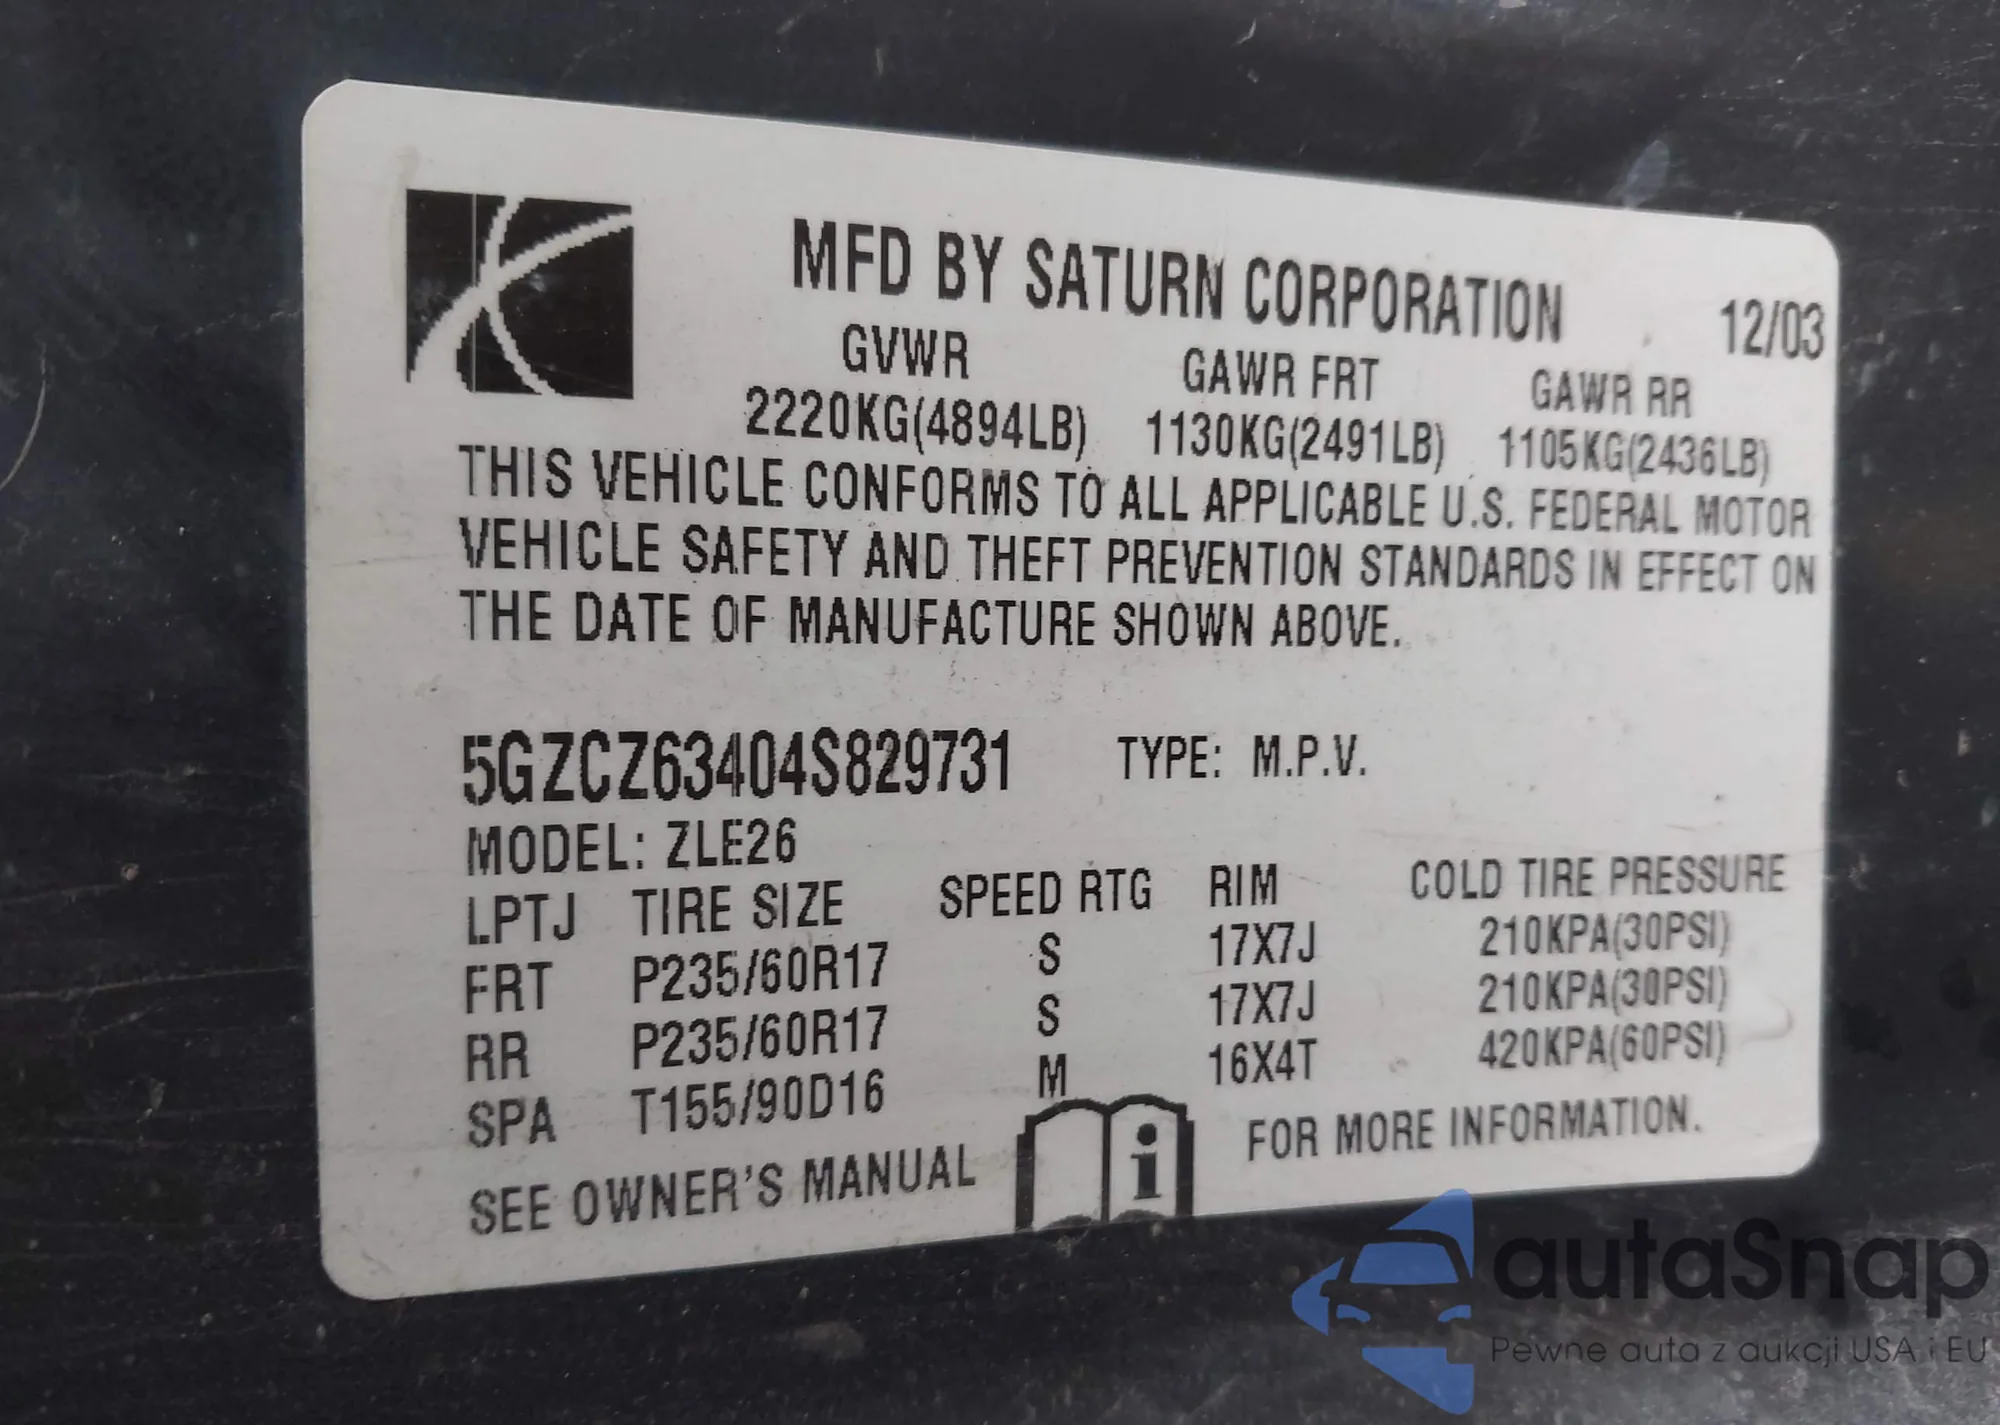 MFD BY SATURN CORPORATION 12/03
GVWR GAWR FRT GAWR RR
2220KG(4894LB) 1130KG(2491LB) 1105KG(2436LB)
THIS VEHICLE CONFORMS TO ALL APPLICABLE U.S. FEDERAL MOTOR
VEHICLE SAFETY AND THEFT PREVENTION STANDARDS IN EFFECT ON
THE DATE OF MANUFACTURE SHOWN ABOVE.
5GZCZ63404S829731 TYPE: M.P.V.
MODEL: ZLE26
LPTJ TIRE SIZE SPEED RTG RIM COLD TIRE PRESSURE
FRT P235/60R17 S 17X7J 210KPA(30PSI)
RR P235/60R17 S 17X7J 210KPA(30PSI)
SPA T155/90D16 M 16X4T 420KPA(60PSI)
SEE OWNER'S MANUAL i FOR MORE INFORMATION.
autaSnap
Pewne auta z aukcji USA i EU